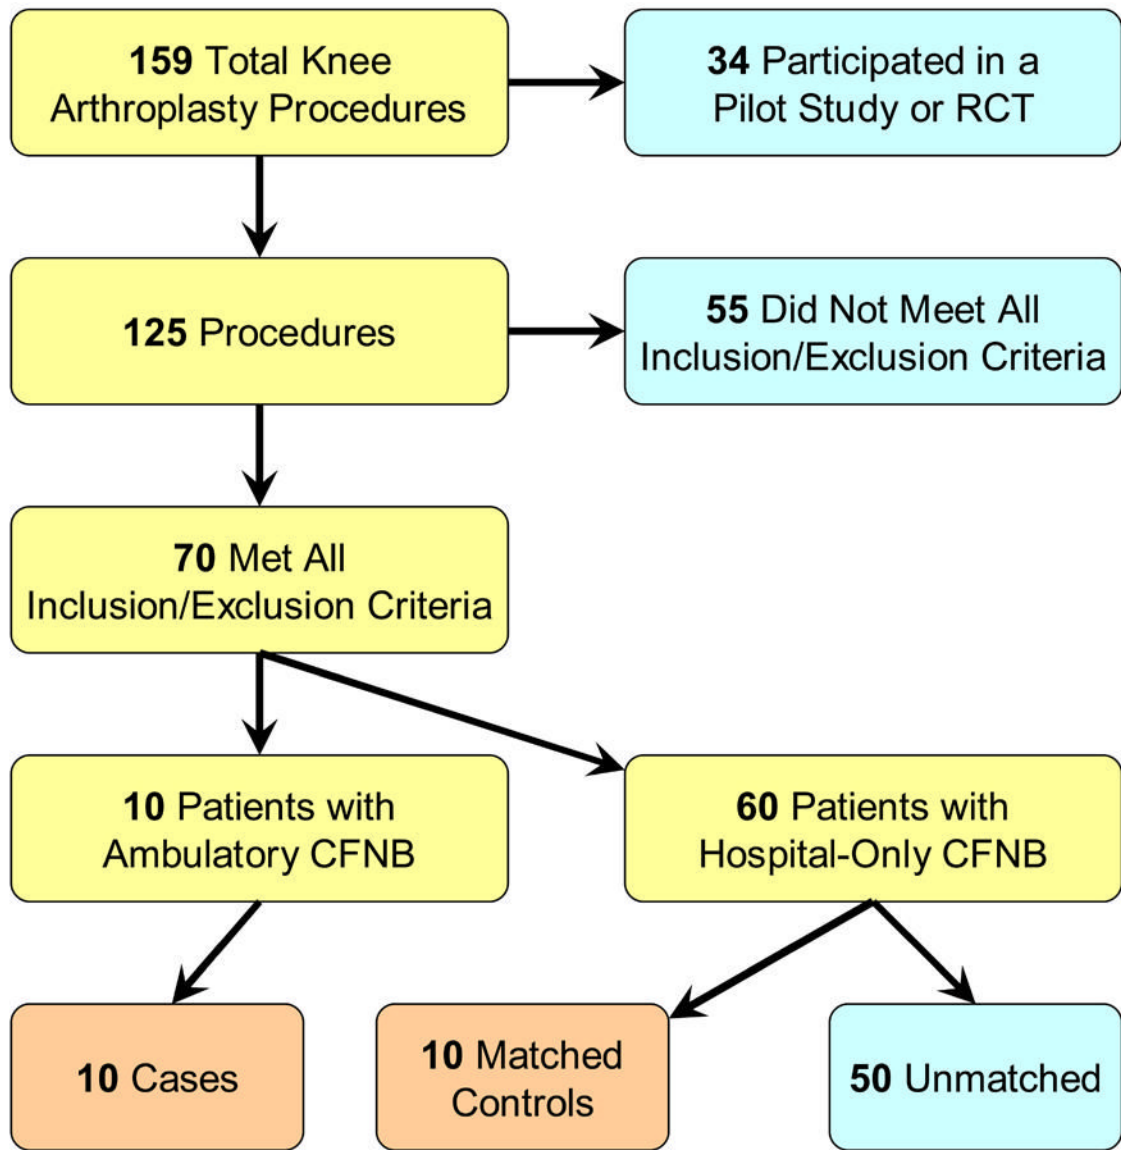 159 Total Knee
Arthroplasty Procedures
34 Participated in a
Pilot Study or RCT
125 Procedures
55 Did Not Meet All
Inclusion/Exclusion Criteria
70 Met All
Inclusion/Exclusion Criteria
10 Patients with
Ambulatory CFNB
60 Patients with
Hospital-Only CFNB
10 Cases
10 Matched
Controls
50 Unmatched